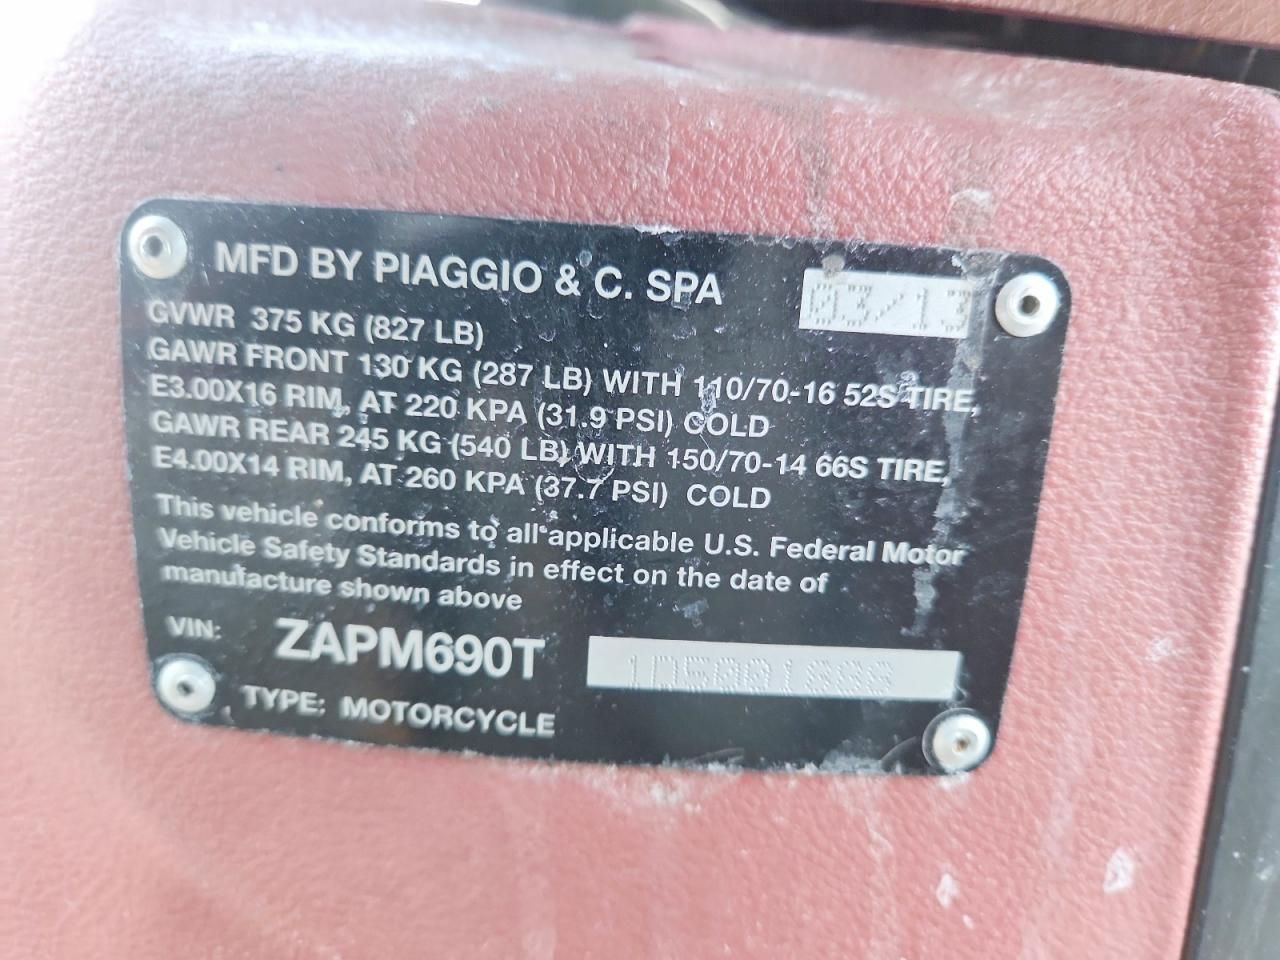 MFD BY PIAGGIO & C. SPA 03/13
GVWR 375 KG (827 LB)
GAWR FRONT 130 KG (287 LB) WITH 110/70-16 52S TIRE,
E3.00X16 RIM, AT 220 KPA (31.9 PSI) COLD
GAWR REAR 245 KG (540 LB) WITH 150/70-14 66S TIRE,
E4.00X14 RIM, AT 260 KPA (37.7 PSI) COLD
This vehicle conforms to all applicable U.S. Federal Motor
Vehicle Safety Standards in effect on the date of
manufacture shown above
VIN: ZAPM690T
TYPE: MOTORCYCLE